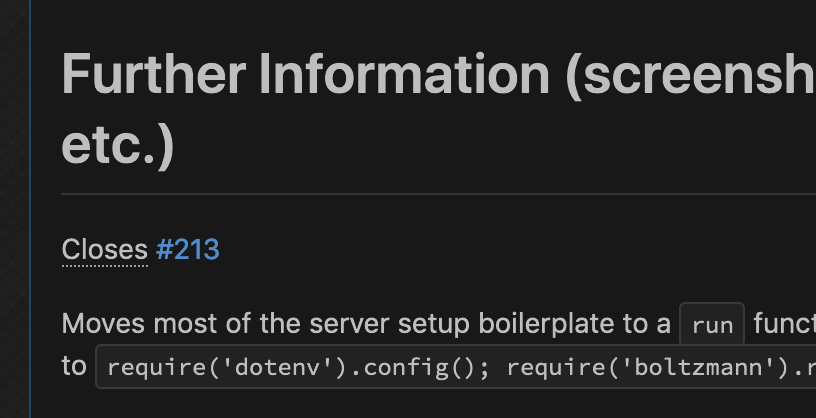 Further Information (screensh
etc.)
Closes #213
Moves most of the server setup boilerplate to a run funct
to require('dotenv').config(); require('boltzmann').r